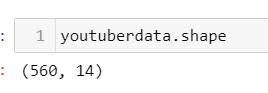 : 1 youtuberdata.shape
: (560, 14)